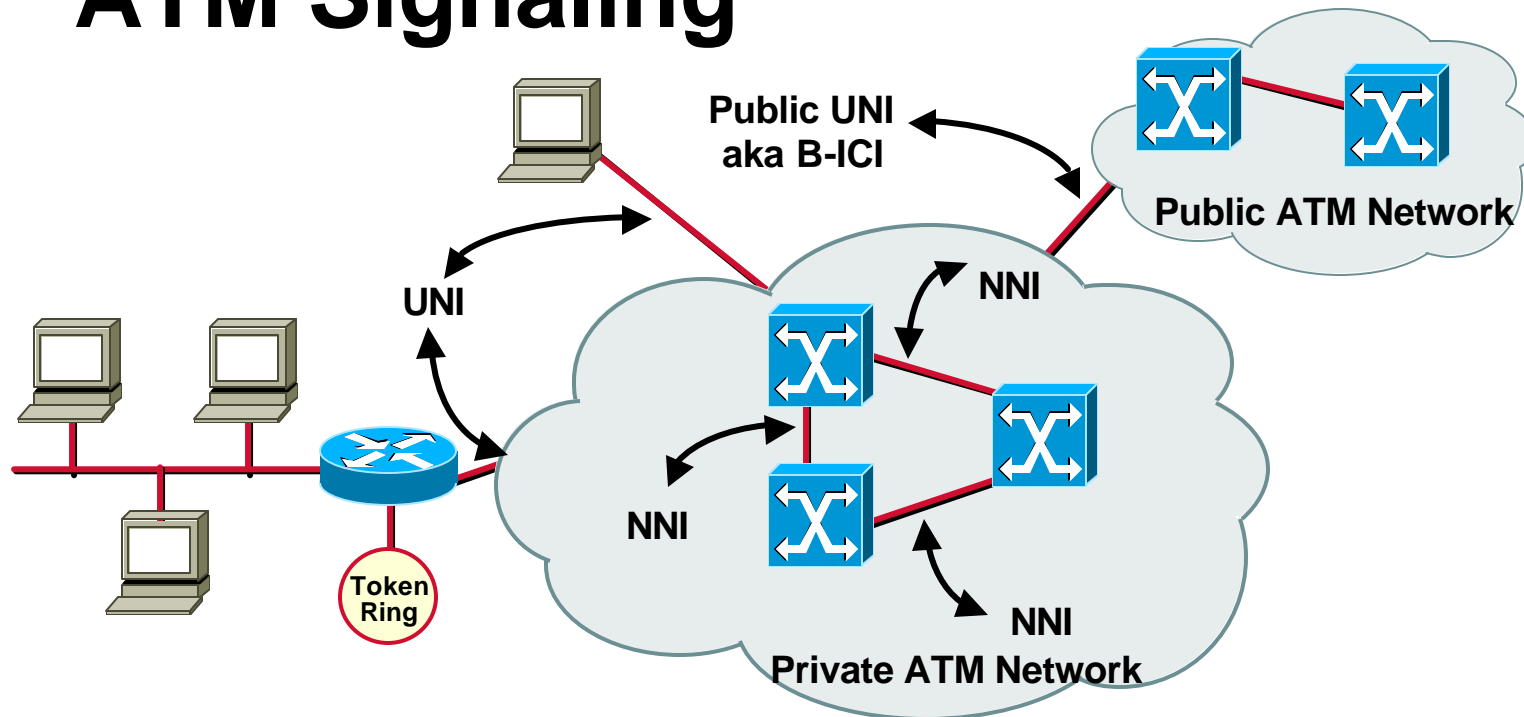 ATM Signaling
Public UNI
aka B-ICI
Public ATM Network
UNI
NNI
NNI
Token
Ring
NNI
Private ATM Network